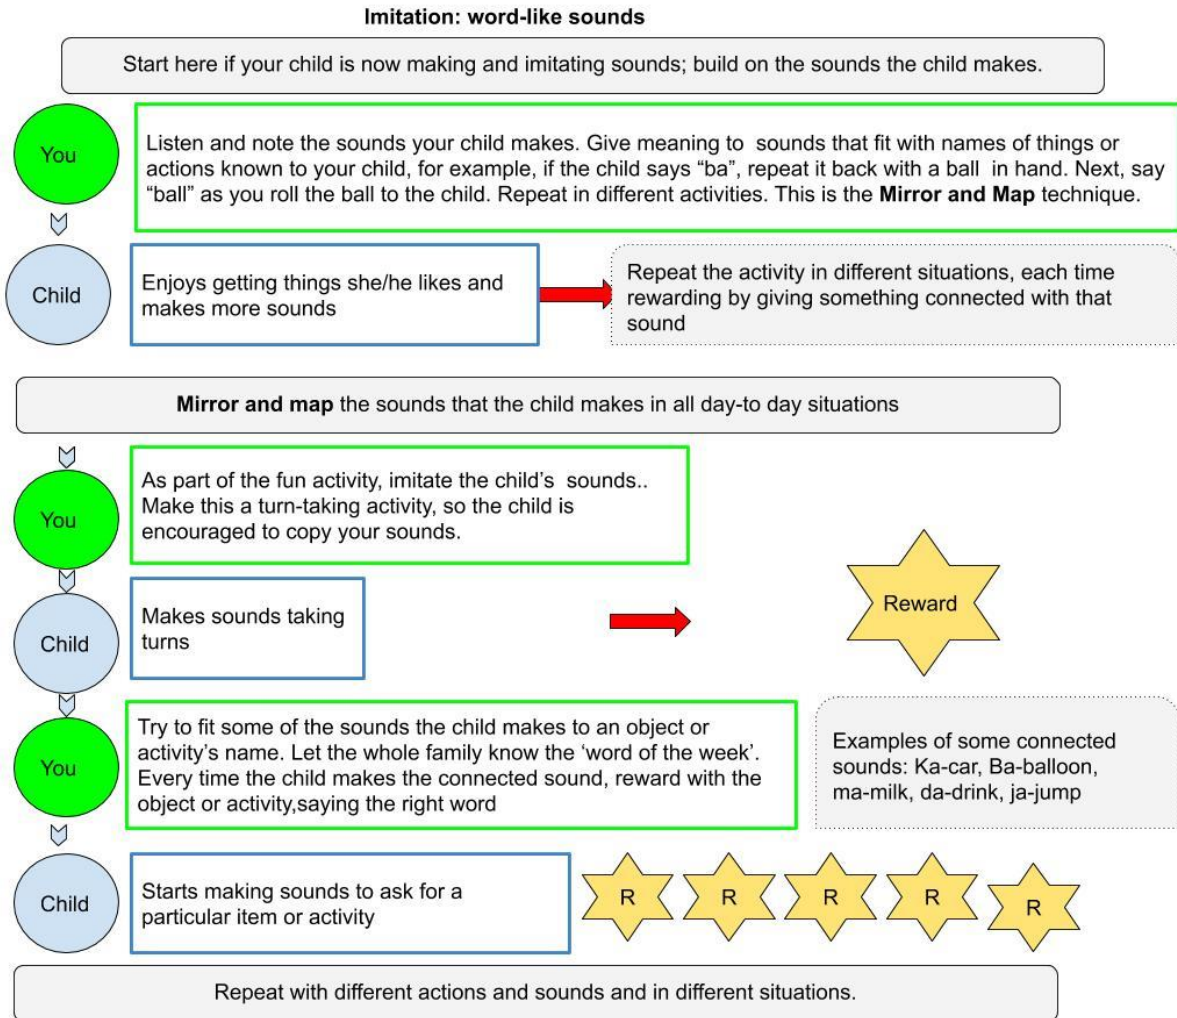 Imitation: word-like sounds
Start here if your child is now making and imitating sounds; build on the sounds the child makes.
You
Listen and note the sounds your child makes. Give meaning to sounds that fit with names of things or
actions known to your child, for example, if the child says “ba”, repeat it back with a ball in hand. Next, say
“ball” as you roll the ball to the child. Repeat in different activities. This is the Mirror and Map technique.
Child
Enjoys getting things she/he likes and
makes more sounds
Repeat the activity in different situations, each time
rewarding by giving something connected with that
sound
Mirror and map the sounds that the child makes in all day-to day situations
You
As part of the fun activity, imitate the child’s sounds..
Make this a turn-taking activity, so the child is
encouraged to copy your sounds.
Child
Makes sounds taking
turns
Reward
You
Try to fit some of the sounds the child makes to an object or
activity’s name. Let the whole family know the ‘word of the week’.
Every time the child makes the connected sound, reward with the
object or activity,saying the right word
Examples of some connected
sounds: Ka-car, Ba-balloon,
ma-milk, da-drink, ja-jump
Child
Starts making sounds to ask for a
particular item or activity
R R R R R
Repeat with different actions and sounds and in different situations.